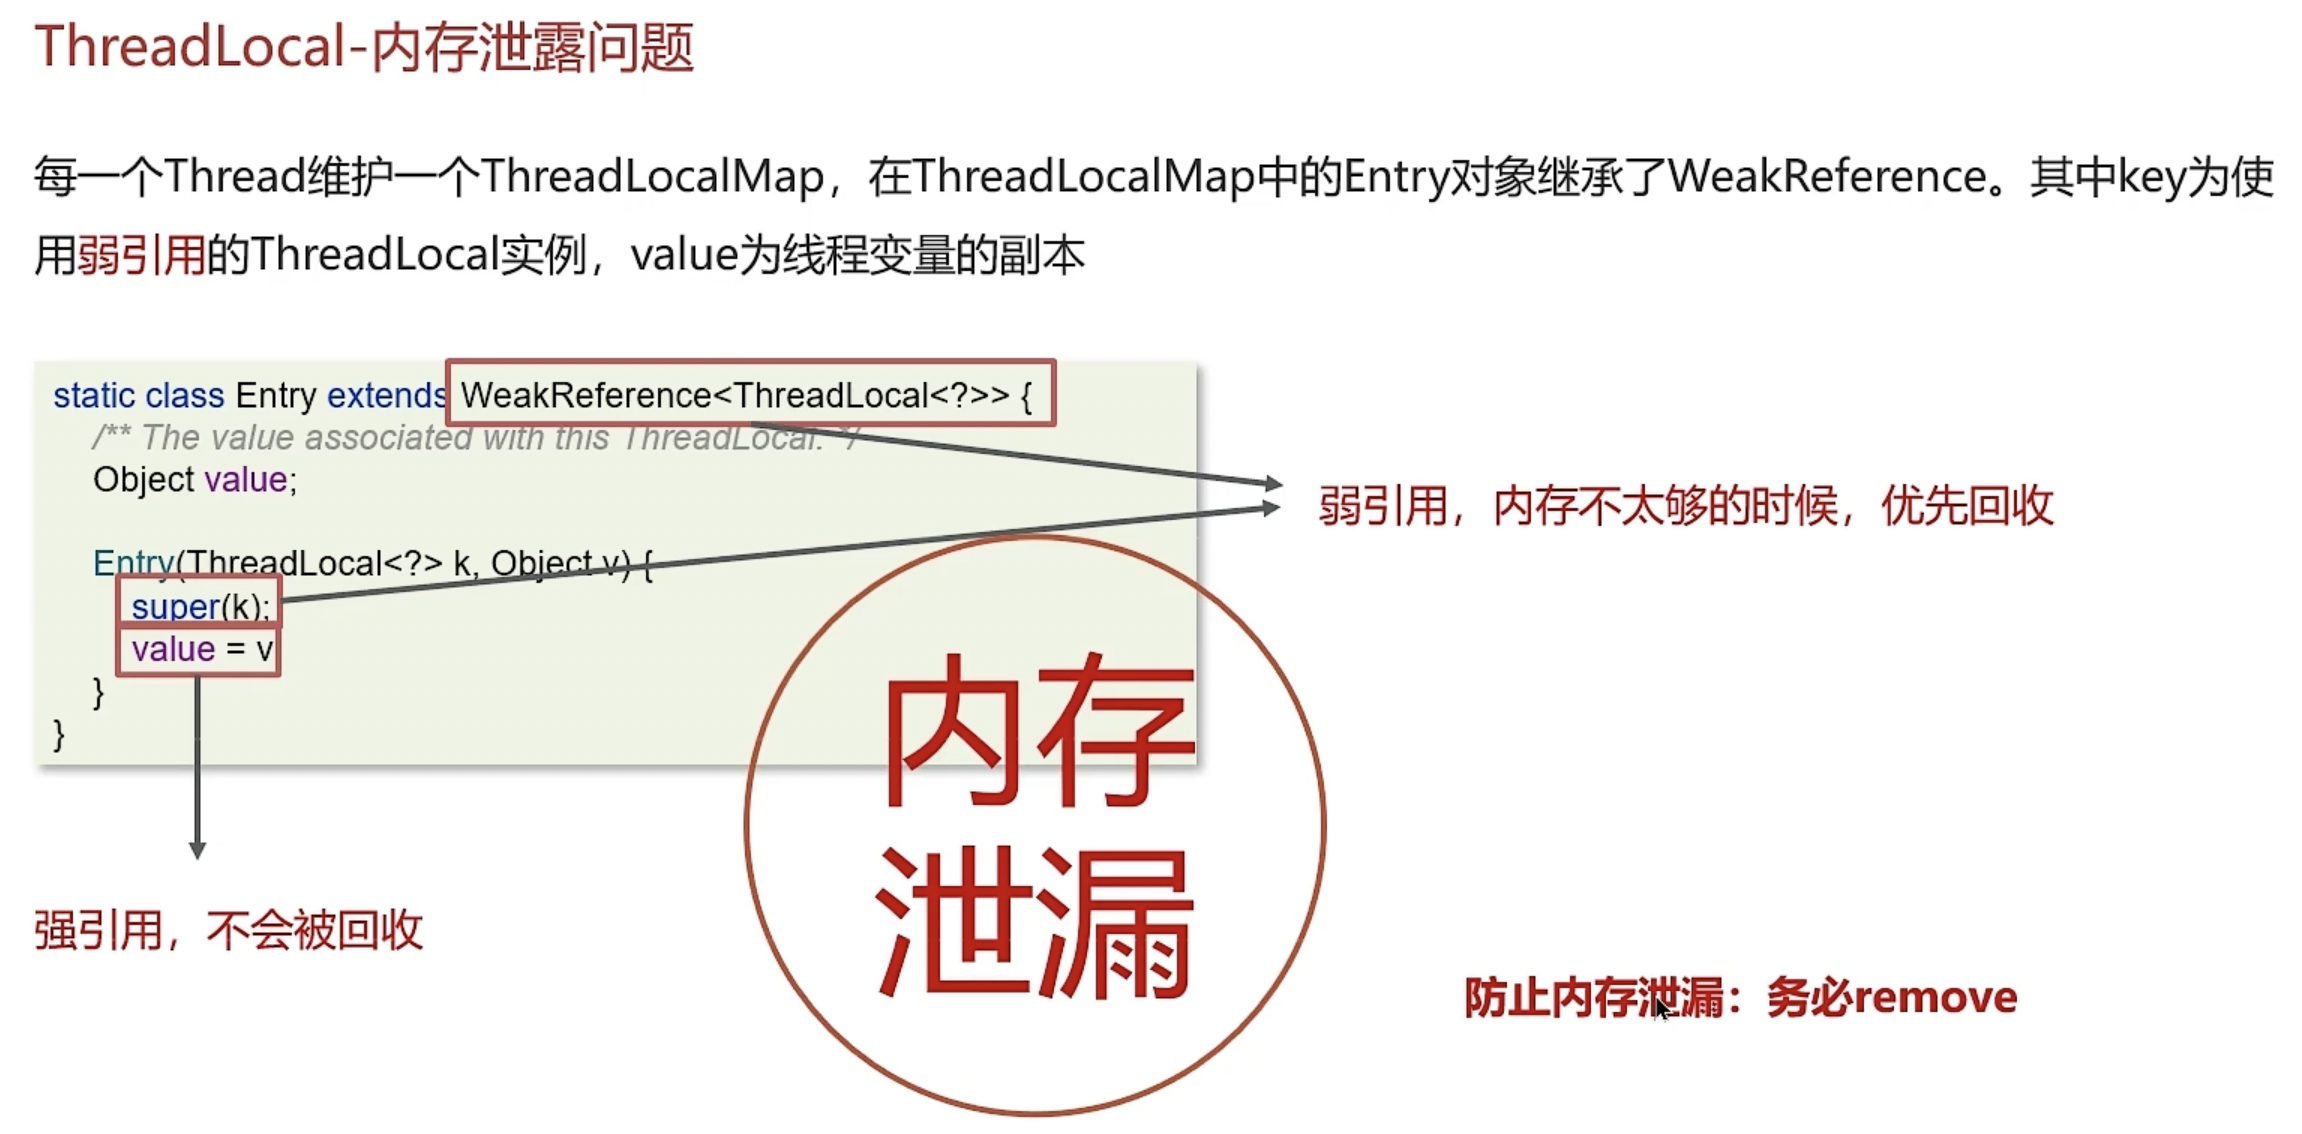 ThreadLocal-内存泄露问题
每一个Thread维护一个ThreadLocalMap，在ThreadLocalMap中的Entry对象继承了WeakReference。其中key为使
用弱引用的ThreadLocal实例，value为线程变量的副本
static class Entry extends WeakReference<ThreadLocal<?>> {
/** The value associated with this ThreadLocal. */
Object value;
Entry(ThreadLocal<?> k, Object v) {
super(k);
value = v
}
}
弱引用，内存不太够的时候，优先回收
内存
泄漏
强引用，不会被回收
防止内存泄漏：务必remove